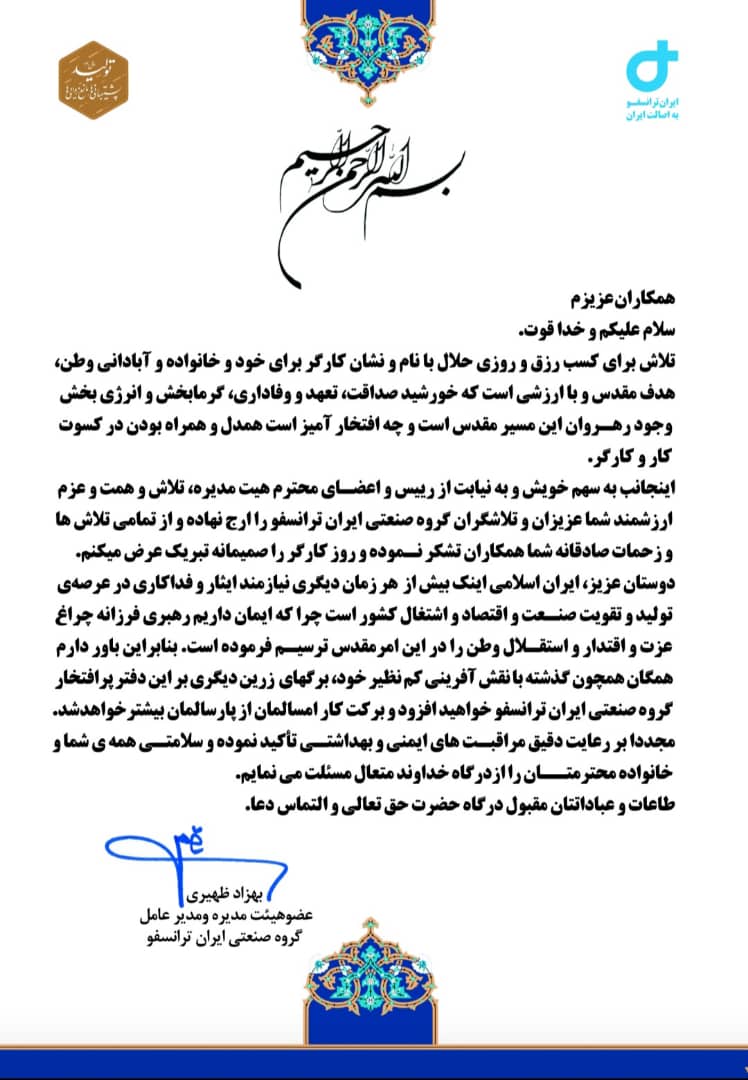 تولید
پشتیبانی‌ها مانع‌زدایی‌ها
ایران ترانسفو
به اصالت ایران
بسم الله الرحمن الرحیم
همکاران عزیزم
سلام علیکم و خدا قوت.
تلاش برای کسب رزق و روزی حلال با نام و نشان کارگر برای خود و خانواده و آبادانی وطن،
هدف مقدس و با ارزشی است که خورشید صداقت، تعهد و وفاداری، گرمابخش و انرژی بخش
وجود رهروان این مسیر مقدس است و چه افتخار آمیز است همدل و همراه بودن در کسوت
کار و کارگر.
اینجانب به سهم خویش و به نیابت از رییس و اعضای محترم هیت مدیره، تلاش و همت و عزم
ارزشمند شما عزیزان و تلاشگران گروه صنعتی ایران ترانسفو را ارج نهاده و از تمامی تلاش ها
و زحمات صادقانه شما همکاران تشکر نموده و روز کارگر را صمیمانه تبریک عرض میکنم.
دوستان عزیز، ایران اسلامی اینک بیش از هر زمان دیگری نیازمند ایثار و فداکاری در عرصه‌ی
تولید و تقویت صنعت و اقتصاد و اشتغال کشور است چرا که ایمان داریم رهبری فرزانه چراغ
عزت و اقتدار و استقلال وطن را در این امر مقدس ترسیم فرموده است. بنابراین باور دارم
همگان همچون گذشته با نقش آفرینی کم نظیر خود، برگهای زرین دیگری بر این دفتر پر افتخار
گروه صنعتی ایران ترانسفو خواهید افزود و برکت کار امسالمان از پارسالمان بیشتر خواهدشد.
مجددا بر رعایت دقیق مراقبت های ایمنی و بهداشتی تأکید نموده و سلامتی همه ی شما و
خانواده محترمتان را از درگاه خداوند متعال مسئلت می نمایم.
طاعات و عباداتتان مقبول درگاه حضرت حق تعالی و التماس دعا.
بهزاد ظهیری
عضو هیئت مدیره و مدیر عامل
گروه صنعتی ایران ترانسفو